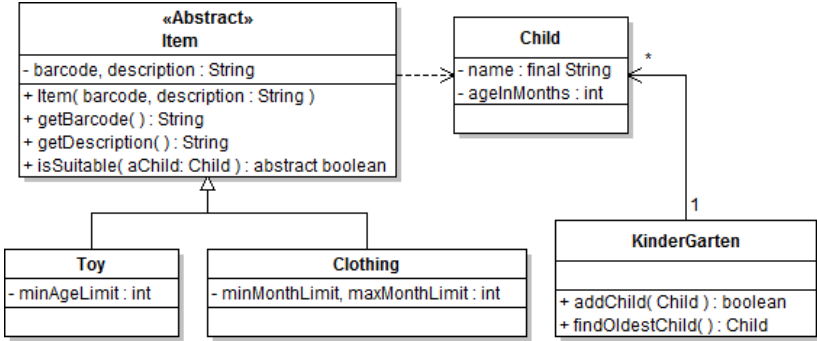 «Abstract»
Item
- barcode, description : String
+ Item( barcode, description : String )
+ getBarcode( ) : String
+ getDescription( ) : String
+ isSuitable( aChild: Child ) : abstract boolean
Child
- name : final String
- ageInMonths : int
*
1
Toy
- minAgeLimit : int
Clothing
- minMonthLimit, maxMonthLimit : int
KinderGarten
+ addChild( Child ) : boolean
+ findOldestChild( ) : Child